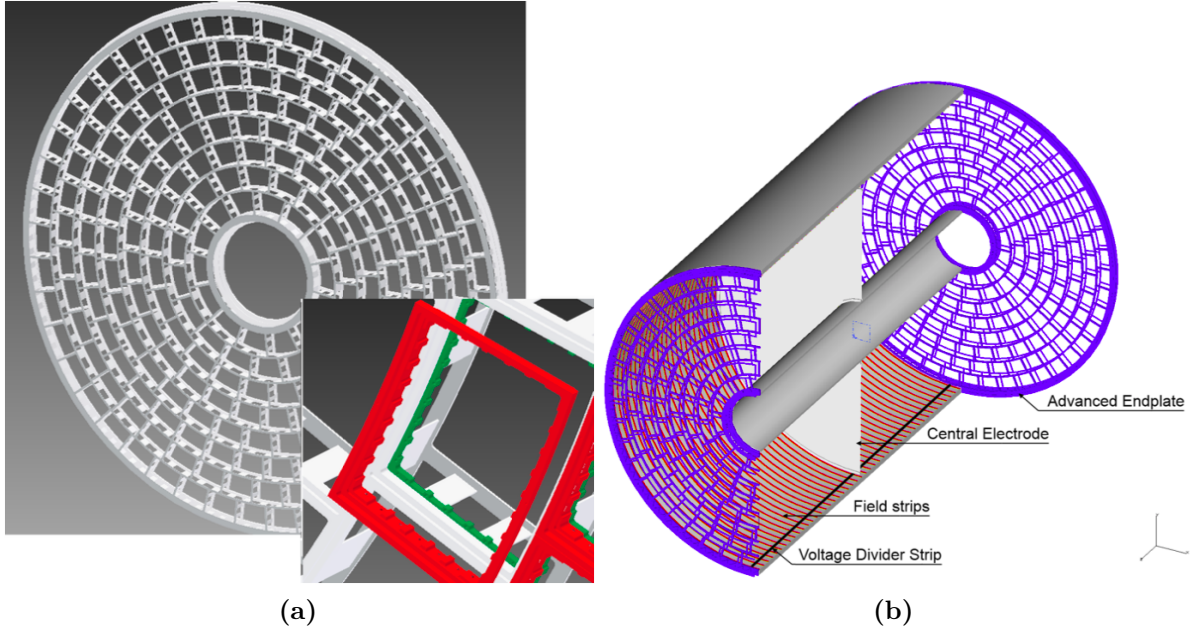 Advanced Endplate
Central Electrode
Field strips
Voltage Divider Strip
(a)
(b)